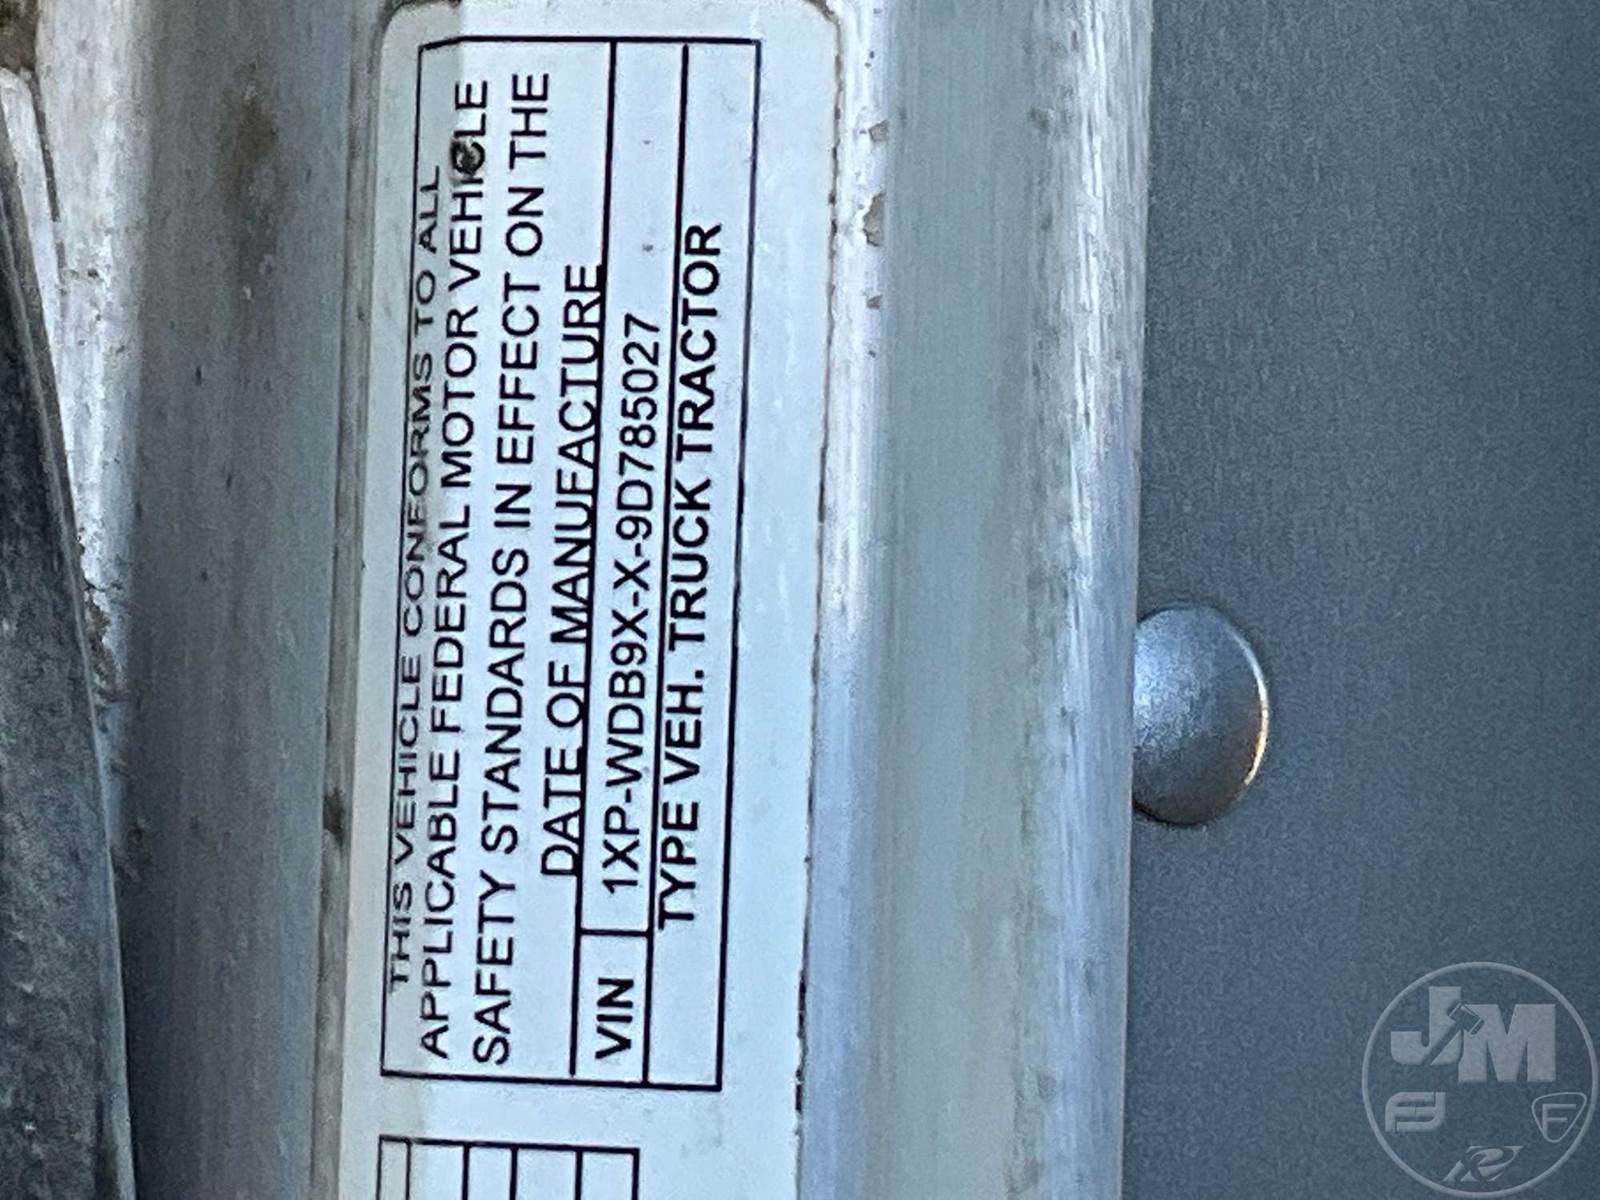 THIS VEHICLE CONFORMS TO ALL
APPLICABLE FEDERAL MOTOR VEHICLE
SAFETY STANDARDS IN EFFECT ON THE
DATE OF MANUFACTURE
VIN 1XP-WDB9X-X-9D785027
TYPE VEH. TRUCK TRACTOR
JM